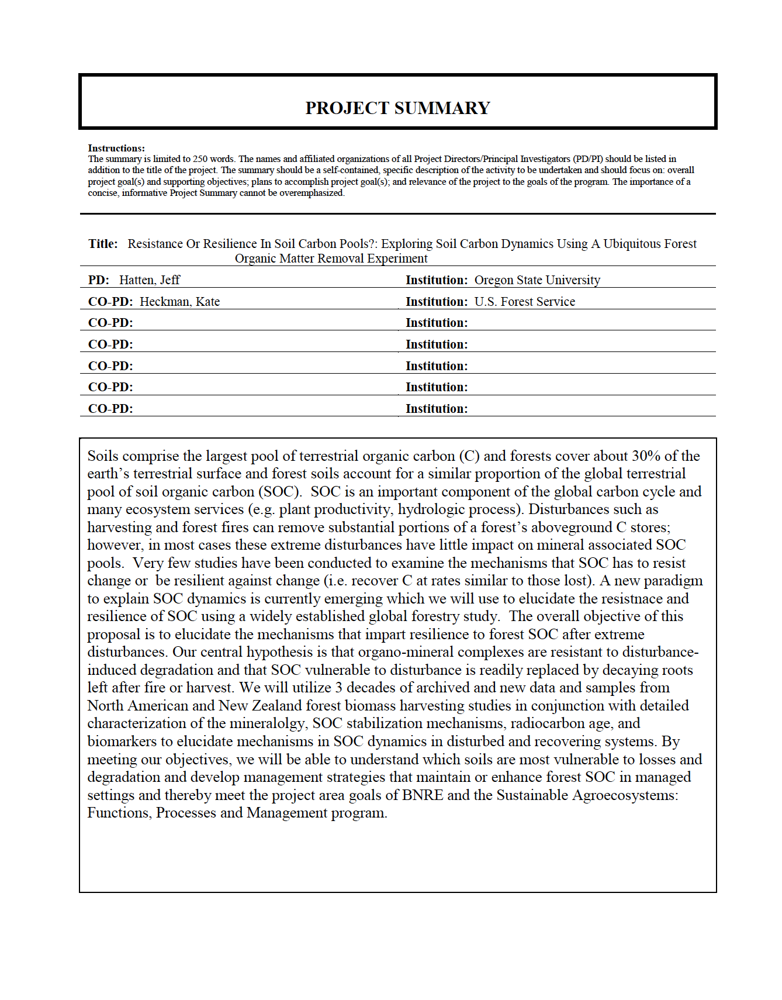 PROJECT SUMMARY
Instructions:
The summary is limited to 250 words. The names and affiliated organizations of all Project Directors/Principal Investigators (PD/PI) should be listed in
addition to the title of the project. The summary should be a self-contained, specific description of the activity to be undertaken and should focus on: overall
project goal(s) and supporting objectives; plans to accomplish project goal(s); and relevance of the project to the goals of the program. The importance of a
concise, informative Project Summary cannot be overemphasized.
Title: Resistance Or Resilience In Soil Carbon Pools?: Exploring Soil Carbon Dynamics Using A Ubiquitous Forest
Organic Matter Removal Experiment
PD: Hatten, Jeff Institution: Oregon State University
CO-PD: Heckman, Kate Institution: U.S. Forest Service
CO-PD: Institution:
CO-PD: Institution:
CO-PD: Institution:
CO-PD: Institution:
CO-PD: Institution:
Soils comprise the largest pool of terrestrial organic carbon (C) and forests cover about 30% of the
earth’s terrestrial surface and forest soils account for a similar proportion of the global terrestrial
pool of soil organic carbon (SOC).  SOC is an important component of the global carbon cycle and
many ecosystem services (e.g. plant productivity, hydrologic process). Disturbances such as
harvesting and forest fires can remove substantial portions of a forest’s aboveground C stores;
however, in most cases these extreme disturbances have little impact on mineral associated SOC
pools.  Very few studies have been conducted to examine the mechanisms that SOC has to resist
change or  be resilient against change (i.e. recover C at rates similar to those lost). A new paradigm
to explain SOC dynamics is currently emerging which we will use to elucidate the resistnace and
resilience of SOC using a widely established global forestry study.  The overall objective of this
proposal is to elucidate the mechanisms that impart resilience to forest SOC after extreme
disturbances. Our central hypothesis is that organo-mineral complexes are resistant to disturbance-
induced degradation and that SOC vulnerable to disturbance is readily replaced by decaying roots
left after fire or harvest. We will utilize 3 decades of archived and new data and samples from
North American and New Zealand forest biomass harvesting studies in conjunction with detailed
characterization of the mineralolgy, SOC stabilization mechanisms, radiocarbon age, and
biomarkers to elucidate mechanisms in SOC dynamics in disturbed and recovering systems. By
meeting our objectives, we will be able to understand which soils are most vulnerable to losses and
degradation and develop management strategies that maintain or enhance forest SOC in managed
settings and thereby meet the project area goals of BNRE and the Sustainable Agroecosystems:
Functions, Processes and Management program.